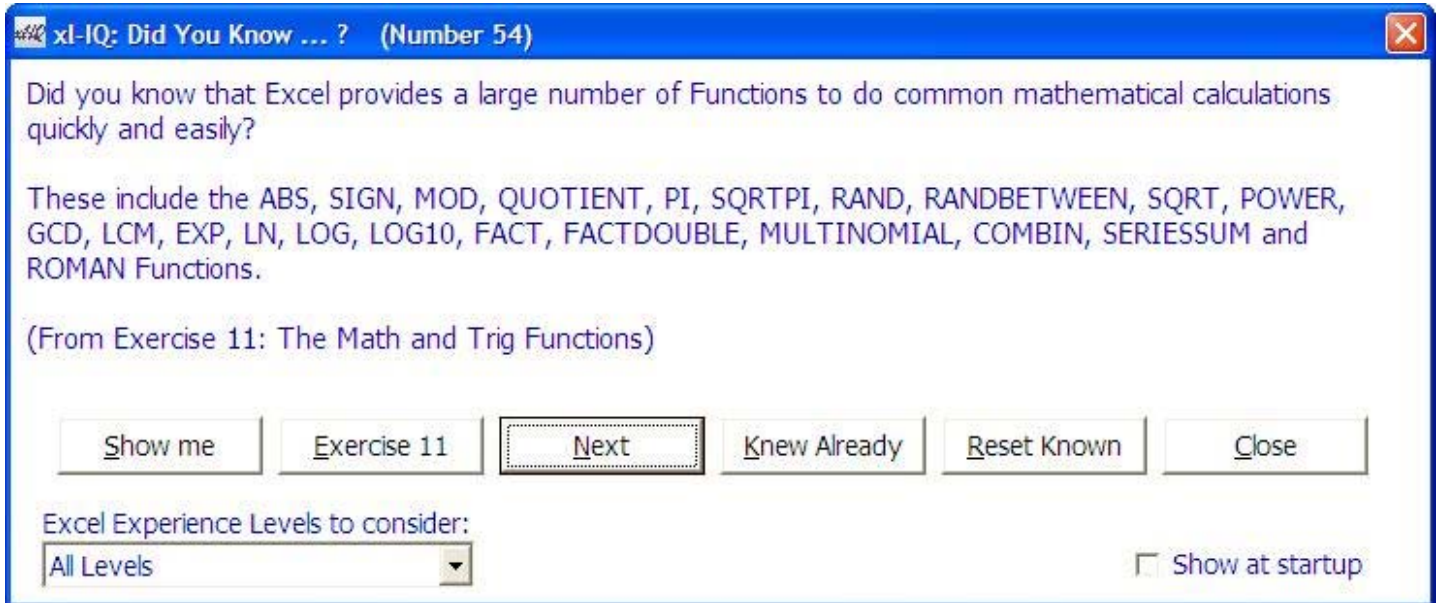 xl-IQ: Did You Know ... ? (Number 54)
Did you know that Excel provides a large number of Functions to do common mathematical calculations
quickly and easily?
These include the ABS, SIGN, MOD, QUOTIENT, PI, SQRTPI, RAND, RANDBETWEEN, SQRT, POWER,
GCD, LCM, EXP, LN, LOG, LOG10, FACT, FACTDOUBLE, MULTINOMIAL, COMBIN, SERIESSUM and
ROMAN Functions.
(From Exercise 11: The Math and Trig Functions)
Show me Exercise 11 Next Knew Already Reset Known Close
Excel Experience Levels to consider:
All Levels Show at startup